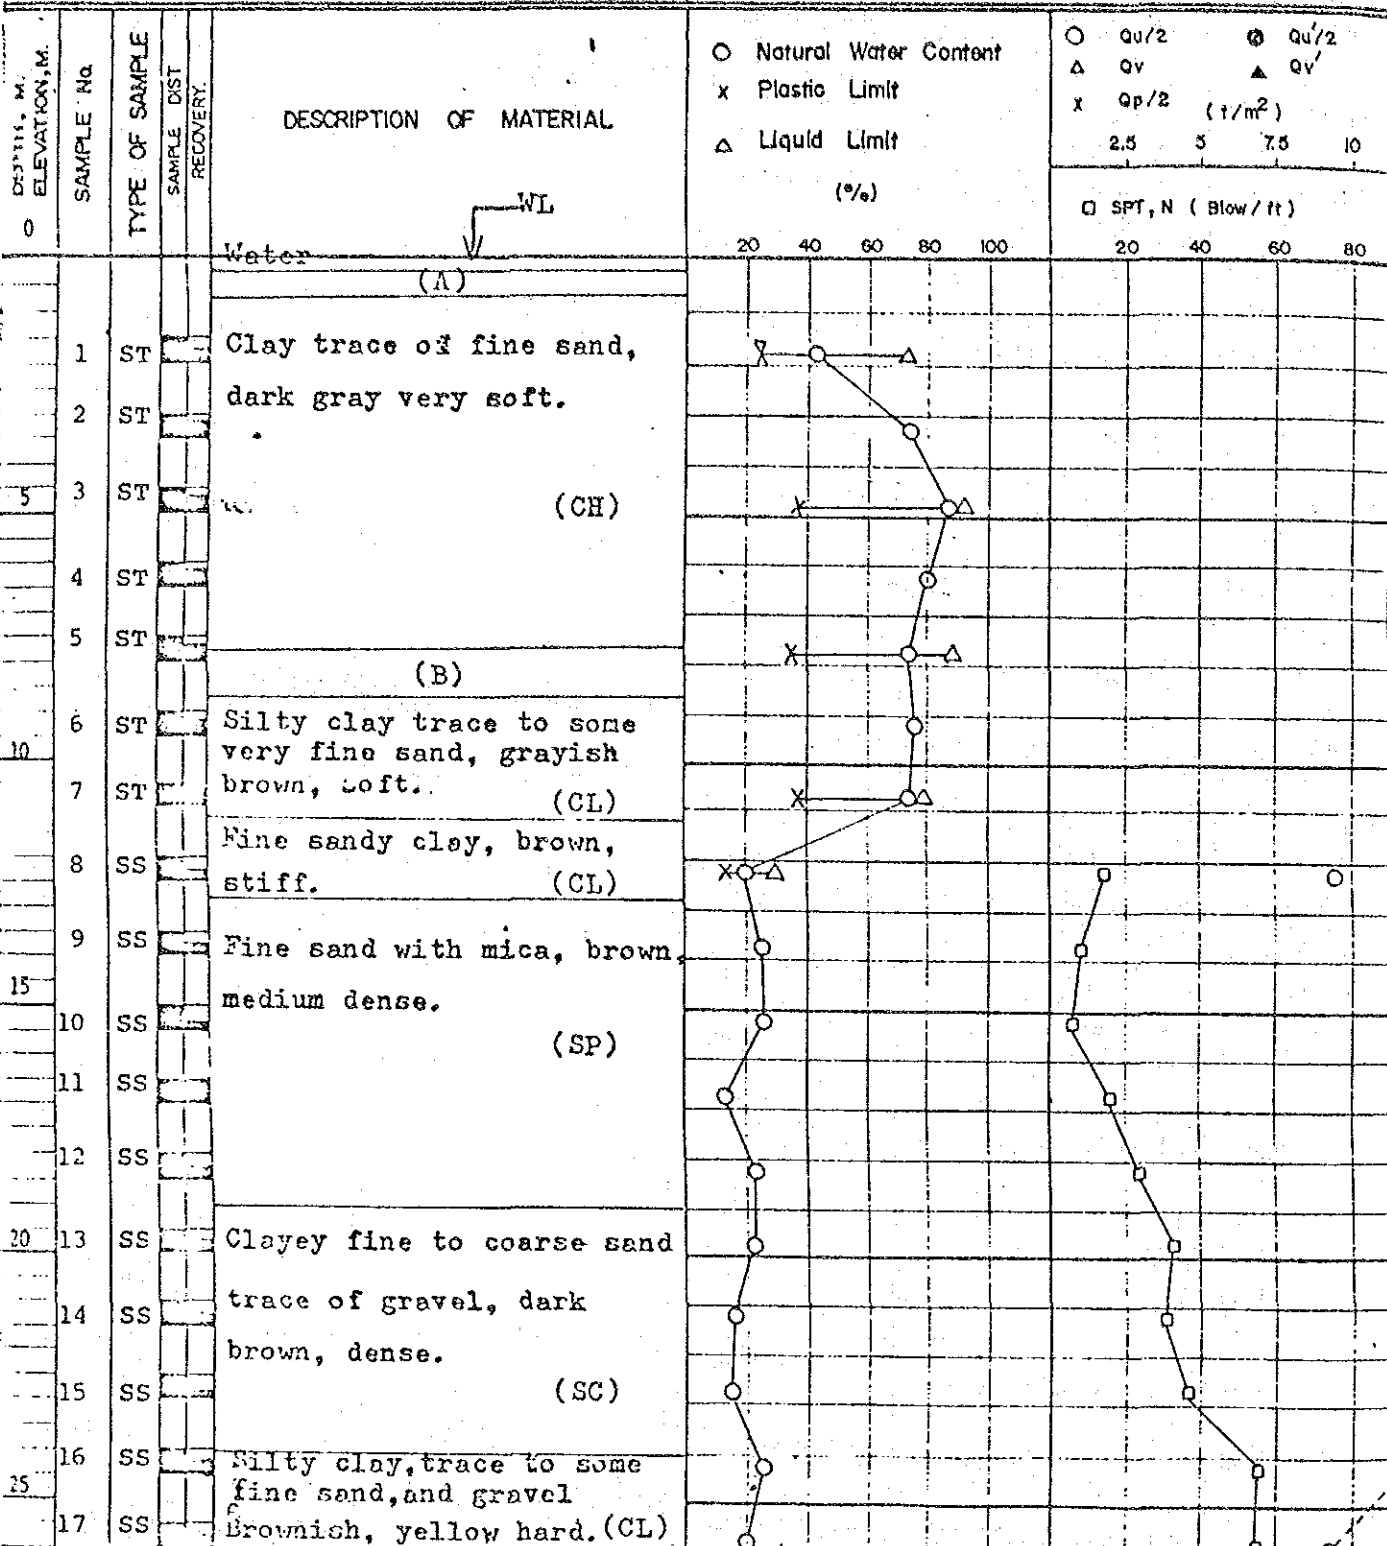 DEPTH, M.
ELEVATION, M.
0
SAMPLE No
TYPE OF SAMPLE
SAMPLE DIST
RECOVERY.
DESCRIPTION OF MATERIAL
WL
Water
○ Natural Water Content
x Plastic Limit
△ Liquid Limit
(%)
20 40 60 80 100
○ Qu/2 Qu'/2
△ Qv ▲ Qv'
x Qp/2 (t/m²)
2.5 5 7.5 10
□ SPT, N ( Blow / ft )
20 40 60 80
(A)
1 ST Clay trace of fine sand,
dark gray very soft.
2 ST
5 3 ST (CH)
4 ST
5 ST
(B)
6 ST Silty clay trace to some
very fine sand, grayish
10
brown, soft.
7 ST (CL)
Fine sandy clay, brown,
8 SS stiff. (CL)
9 SS Fine sand with mica, brown,
15 medium dense.
10 SS (SP)
11 SS
12 SS
20 13 SS Clayey fine to coarse sand
trace of gravel, dark
14 SS
brown, dense.
15 SS (SC)
16 SS Silty clay, trace to some
25 fine sand, and gravel
17 SS Brownish, yellow hard. (CL)